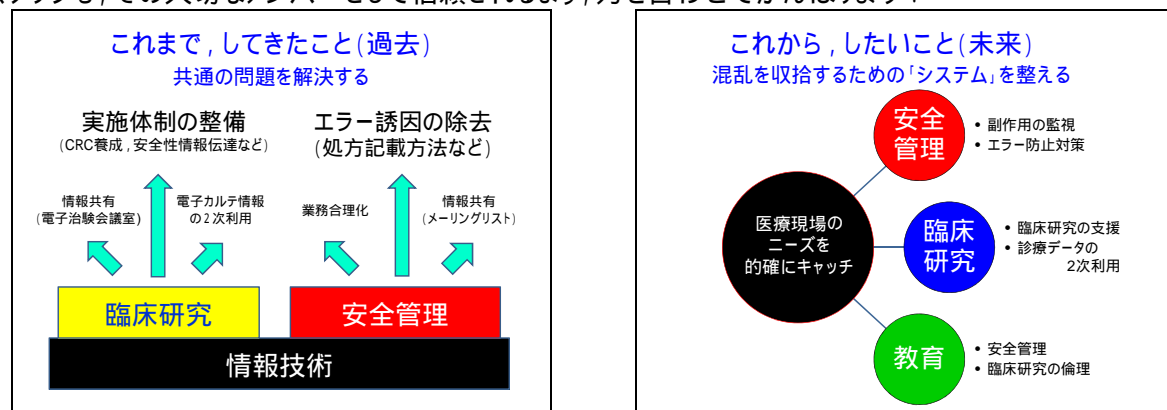 これまで,してきたこと(過去)
共通の問題を解決する
実施体制の整備
(CRC養成,安全性情報伝達など)
エラー誘因の除去
(処方記載方法など)
情報共有
(電子治験会議室)
電子カルテ情報
の2次利用
業務合理化
情報共有
(メーリングリスト)
臨床研究
安全管理
情報技術
これから,したいこと(未来)
混乱を収拾するための「システム」を整える
安全
管理
• 副作用の監視
• エラー防止対策
医療現場の
ニーズを
的確にキャッチ
臨床
研究
• 臨床研究の支援
• 診療データの
2次利用
教育
• 安全管理
• 臨床研究の倫理